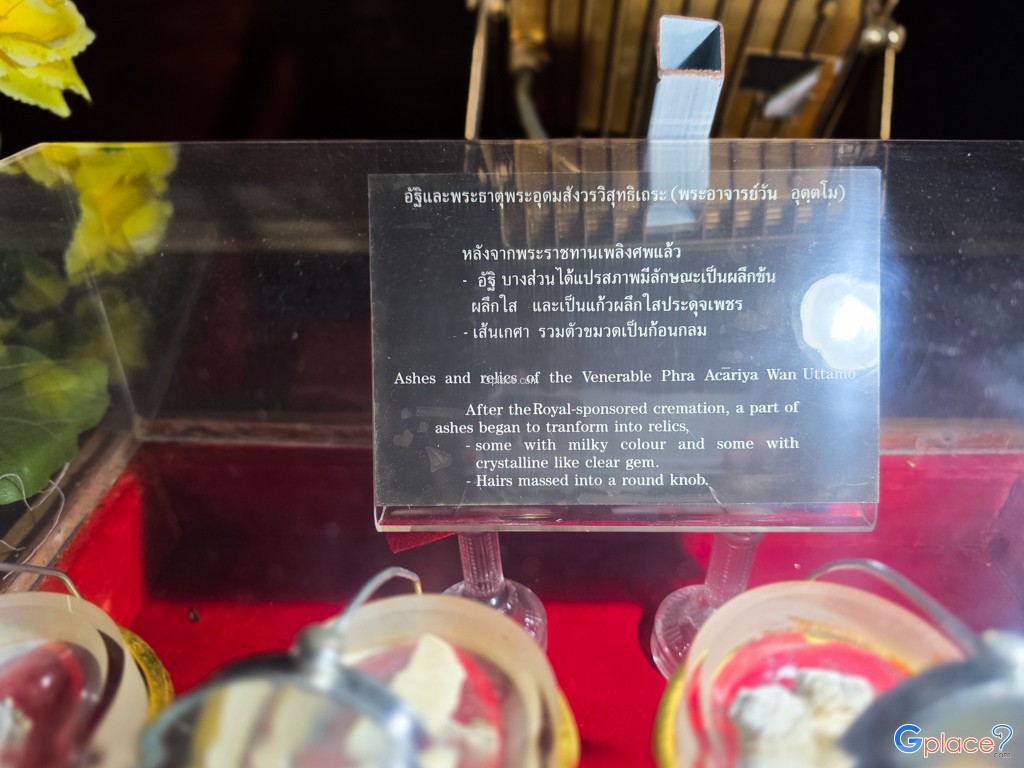 อัฐิและพระธาตุพระอุดมสังวรวิสุทธิเถระ (พระอาจารย์วัน อุตฺตโม)
หลังจากพระราชทานเพลิงศพแล้ว
- อัฐิ บางส่วนได้แปรสภาพมีลักษณะเป็นผลึกขุ่น
ผลึกใส และเป็นแก้วผลึกใสประดุจเพชร
- เส้นเกศา รวมตัวขมวดเป็นก้อนกลม
Ashes and relics of the Venerable Phra Acāriya Wan Uttamo
After the Royal-sponsored cremation, a part of
ashes began to tranform into relics,
- some with milky colour and some with
crystalline like clear gem.
- Hairs massed into a round knob.
Gplace.com